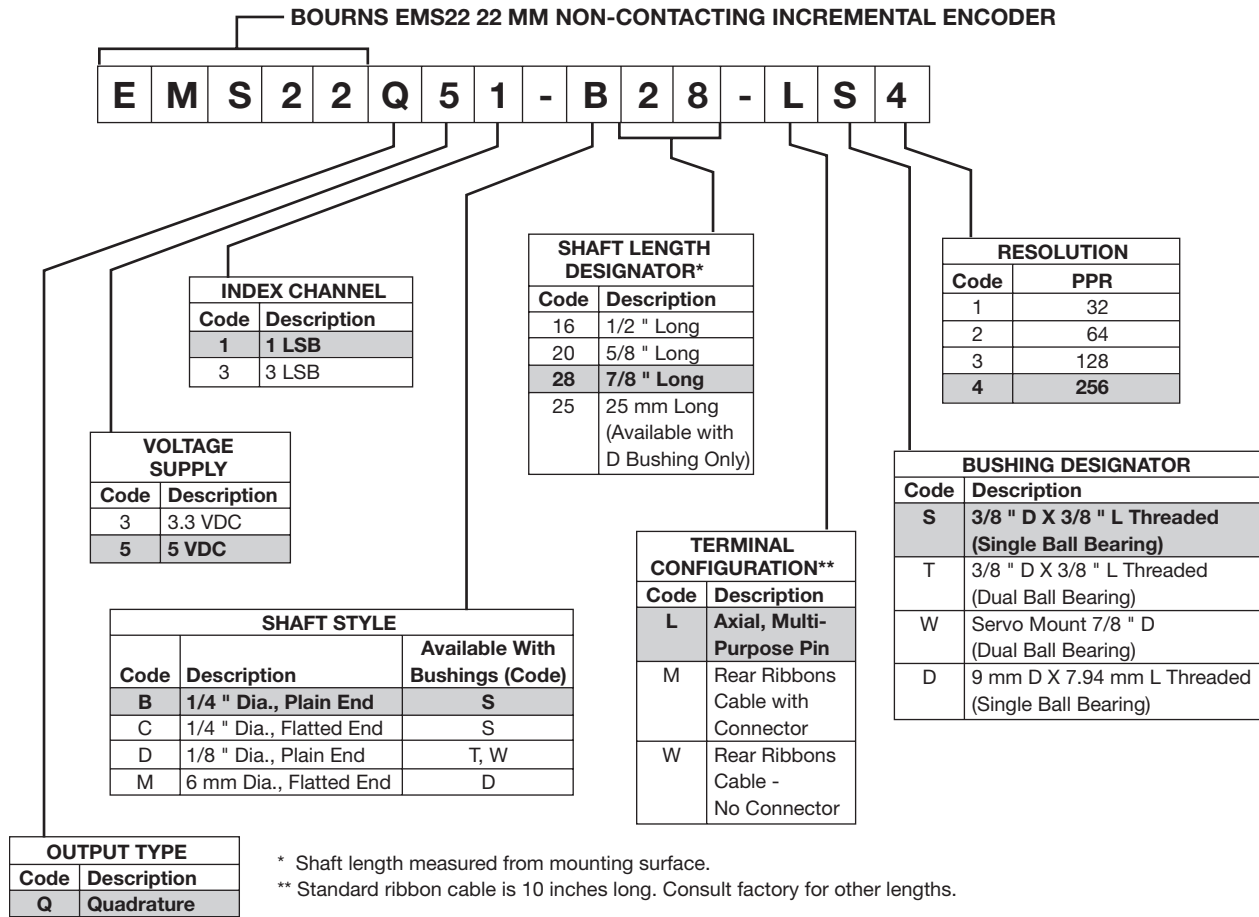 BOURNS EMS22 22 MM NON-CONTACTING INCREMENTAL ENCODER
E M S 2 2 Q 5 1 - B 2 8 - L S 4
INDEX CHANNEL
Code Description
1 1 LSB
3 3 LSB
SHAFT LENGTH
DESIGNATOR*
Code Description
16 1/2 " Long
20 5/8 " Long
28 7/8 " Long
25 25 mm Long
(Available with
D Bushing Only)
RESOLUTION
Code PPR
1 32
2 64
3 128
4 256
VOLTAGE
SUPPLY
Code Description
3 3.3 VDC
5 5 VDC
BUSHING DESIGNATOR
Code Description
S 3/8 " D X 3/8 " L Threaded
(Single Ball Bearing)
T 3/8 " D X 3/8 " L Threaded
(Dual Ball Bearing)
W Servo Mount 7/8 " D
(Dual Ball Bearing)
D 9 mm D X 7.94 mm L Threaded
(Single Ball Bearing)
TERMINAL
CONFIGURATION**
Code Description
L Axial, Multi-
Purpose Pin
M Rear Ribbons
Cable with
Connector
W Rear Ribbons
Cable -
No Connector
SHAFT STYLE
Available With
Code Description Bushings (Code)
B 1/4 " Dia., Plain End S
C 1/4 " Dia., Flatted End S
D 1/8 " Dia., Plain End T, W
M 6 mm Dia., Flatted End D
OUTPUT TYPE
Code Description
Q Quadrature
* Shaft length measured from mounting surface.
** Standard ribbon cable is 10 inches long. Consult factory for other lengths.